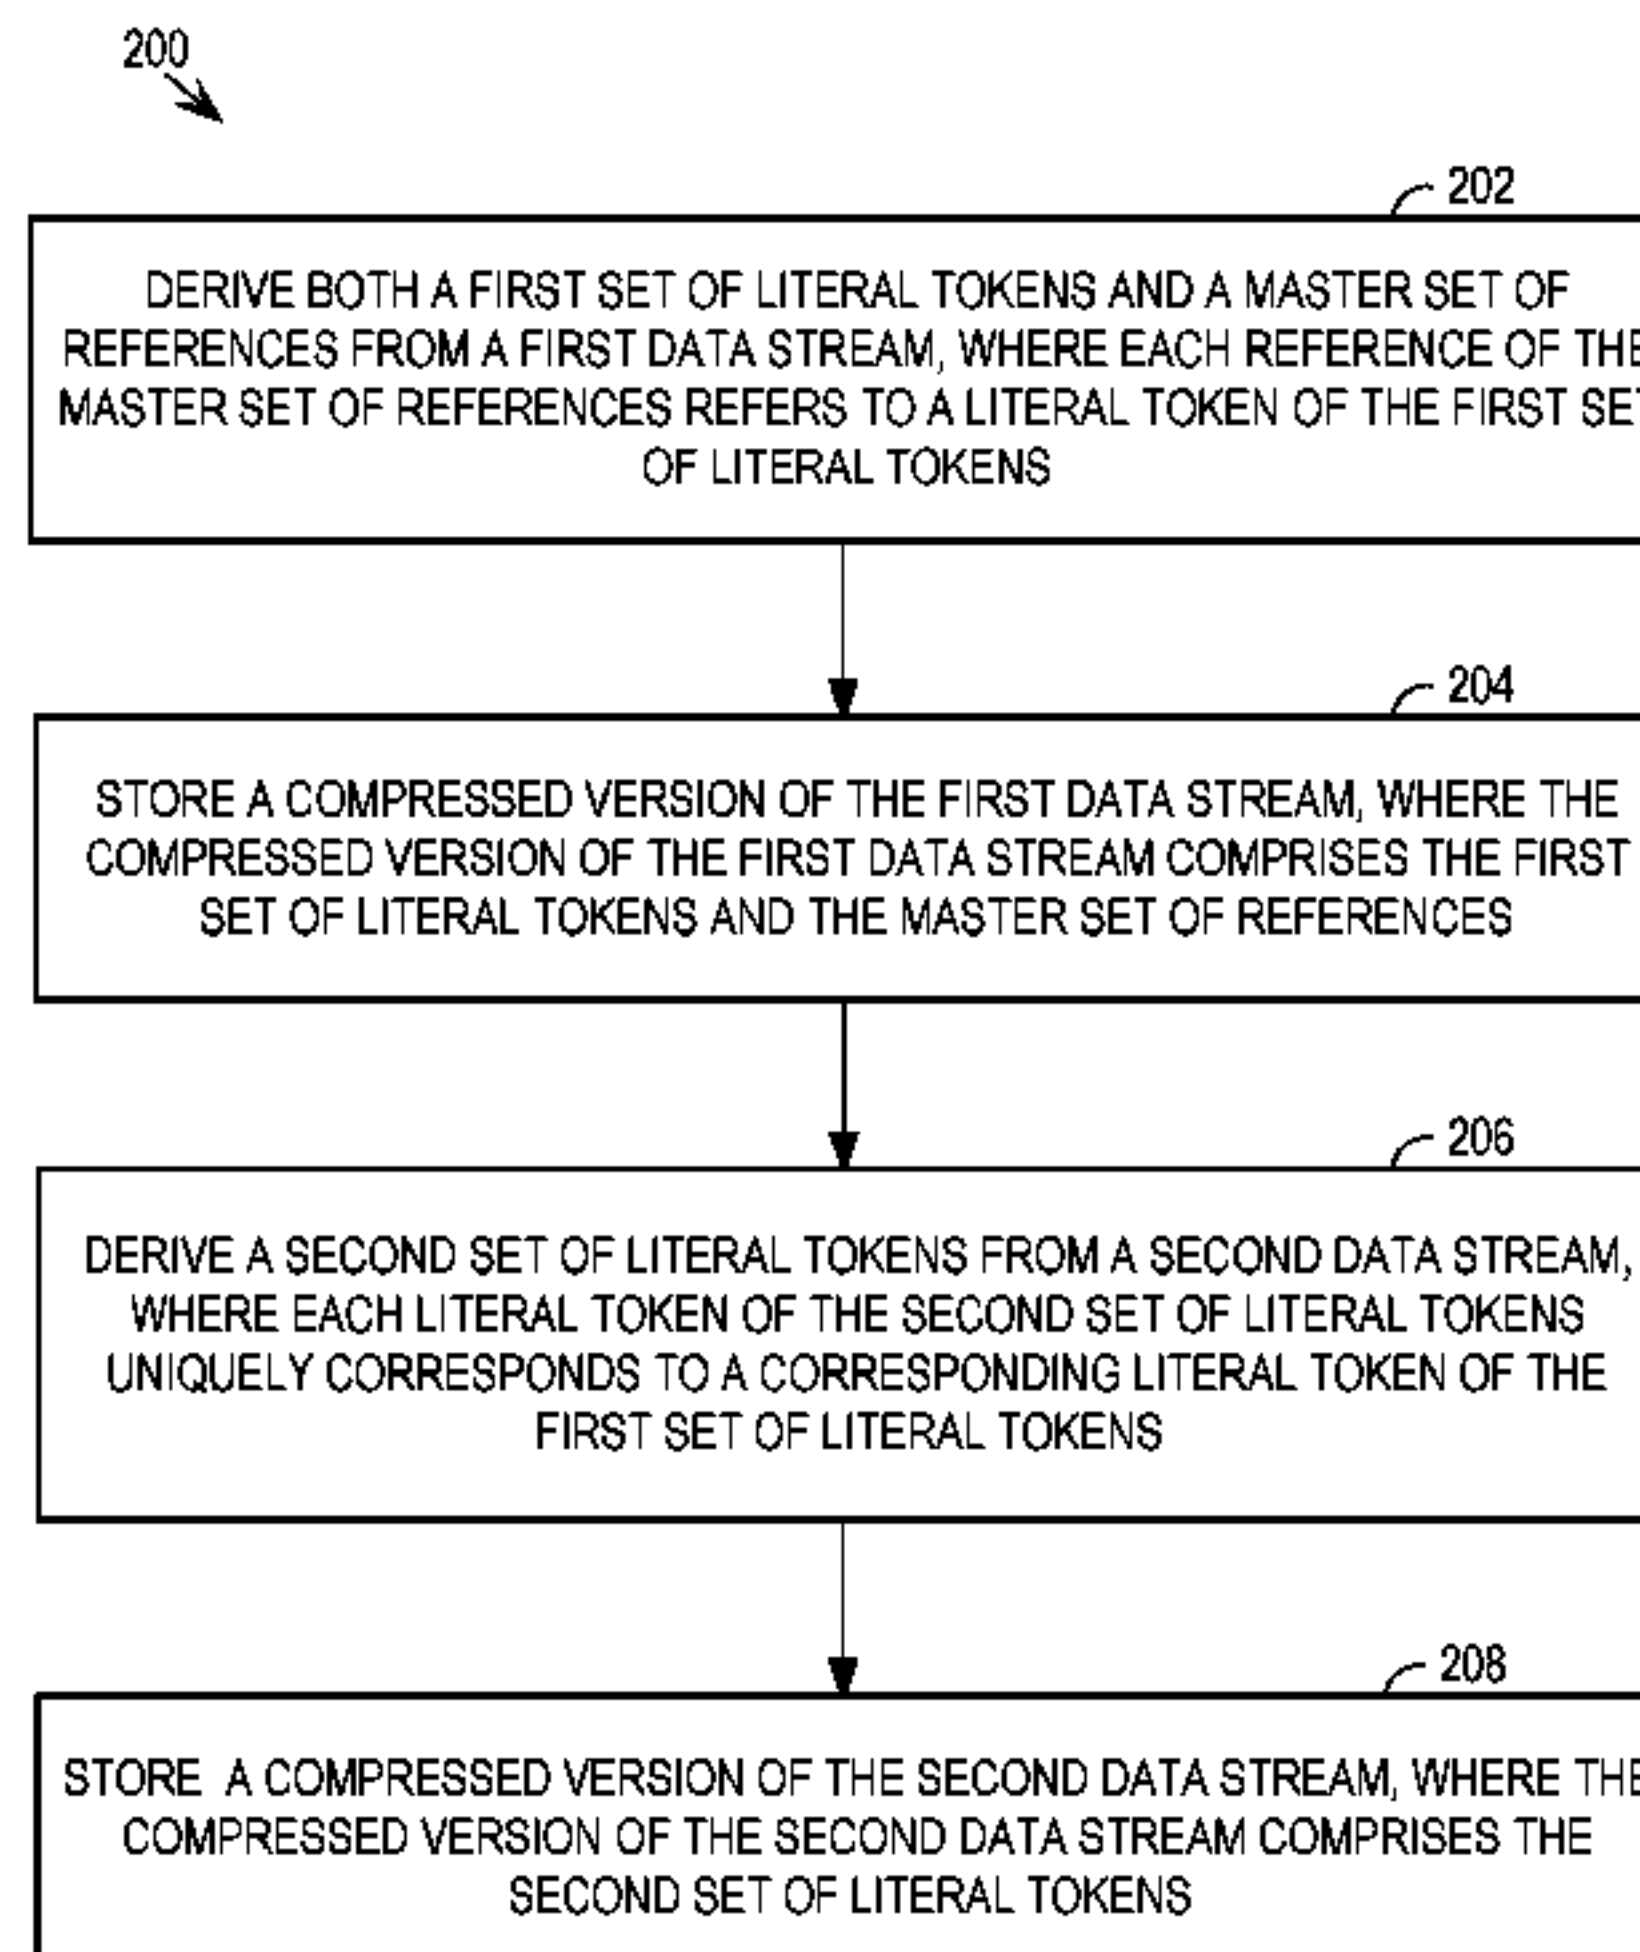 200
202
DERIVE BOTH A FIRST SET OF LITERAL TOKENS AND A MASTER SET OF
REFERENCES FROM A FIRST DATA STREAM, WHERE EACH REFERENCE OF THE
MASTER SET OF REFERENCES REFERS TO A LITERAL TOKEN OF THE FIRST SET
OF LITERAL TOKENS
204
STORE A COMPRESSED VERSION OF THE FIRST DATA STREAM, WHERE THE
COMPRESSED VERSION OF THE FIRST DATA STREAM COMPRISES THE FIRST
SET OF LITERAL TOKENS AND THE MASTER SET OF REFERENCES
206
DERIVE A SECOND SET OF LITERAL TOKENS FROM A SECOND DATA STREAM,
WHERE EACH LITERAL TOKEN OF THE SECOND SET OF LITERAL TOKENS
UNIQUELY CORRESPONDS TO A CORRESPONDING LITERAL TOKEN OF THE
FIRST SET OF LITERAL TOKENS
208
STORE A COMPRESSED VERSION OF THE SECOND DATA STREAM, WHERE THE
COMPRESSED VERSION OF THE SECOND DATA STREAM COMPRISES THE
SECOND SET OF LITERAL TOKENS